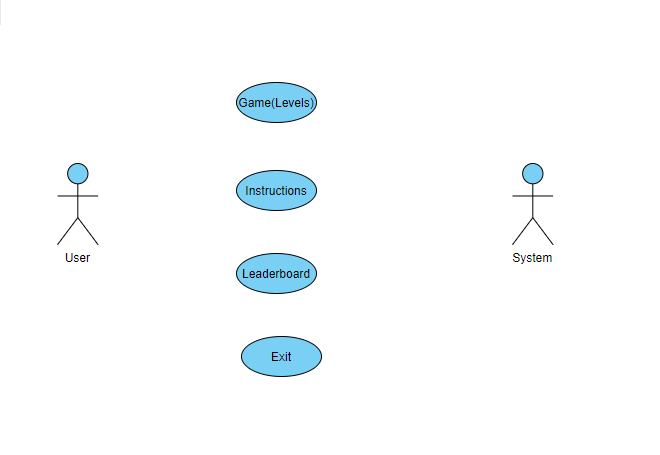 Game(Levels)
Instructions
User
System
Leaderboard
Exit